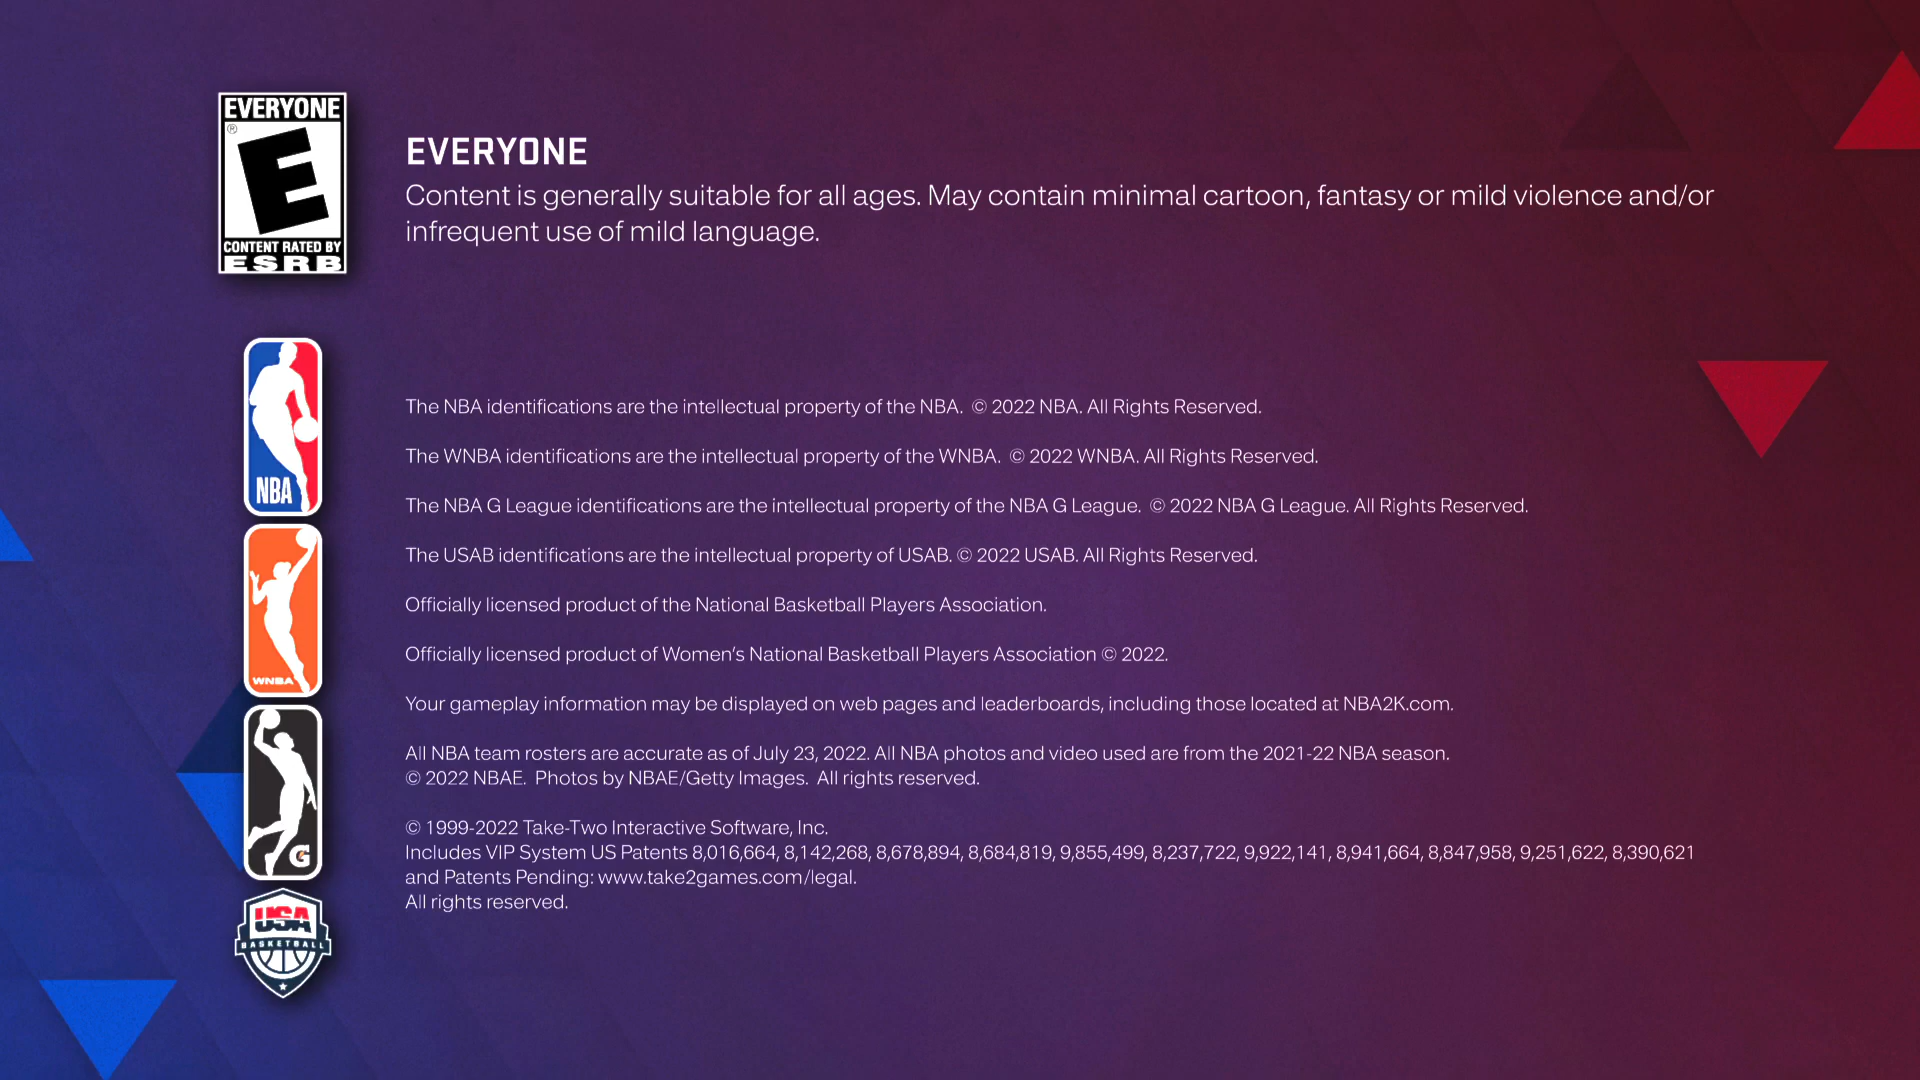 EVERYONE
®
E
CONTENT RATED BY
ESRB
EVERYONE
Content is generally suitable for all ages. May contain minimal cartoon, fantasy or mild violence and/or
infrequent use of mild language.
NBA
WNBA
G
USA
BASKETBALL
The NBA identifications are the intellectual property of the NBA.  © 2022 NBA. All Rights Reserved.
The WNBA identifications are the intellectual property of the WNBA.  © 2022 WNBA. All Rights Reserved.
The NBA G League identifications are the intellectual property of the NBA G League.  © 2022 NBA G League. All Rights Reserved.
The USAB identifications are the intellectual property of USAB. © 2022 USAB. All Rights Reserved.
Officially licensed product of the National Basketball Players Association.
Officially licensed product of Women's National Basketball Players Association © 2022.
Your gameplay information may be displayed on web pages and leaderboards, including those located at NBA2K.com.
All NBA team rosters are accurate as of July 23, 2022. All NBA photos and video used are from the 2021-22 NBA season.
© 2022 NBAE.  Photos by NBAE/Getty Images.  All rights reserved.
© 1999-2022 Take-Two Interactive Software, Inc.
Includes VIP System US Patents 8,016,664, 8,142,268, 8,678,894, 8,684,819, 9,855,499, 8,237,722, 9,922,141, 8,941,664, 8,847,958, 9,251,622, 8,390,621
and Patents Pending: www.take2games.com/legal.
All rights reserved.